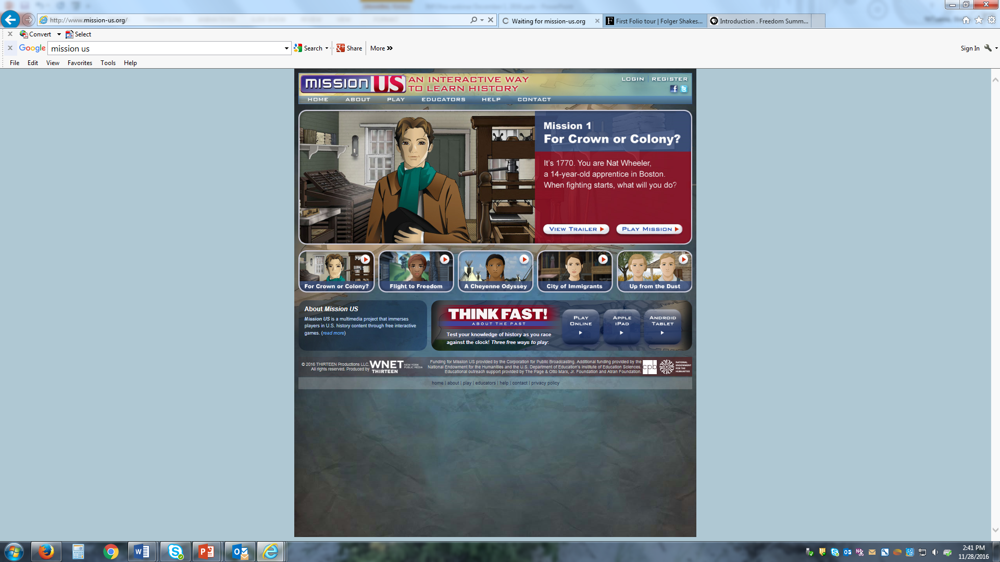 http://www.mission-us.org/
Waiting for mission-us.org
First Folio tour | Folger Shakes...
Introduction . Freedom Summ...
Convert
Select
Google
mission us
Search
Share
More
Sign In
File Edit View Favorites Tools Help
MISSION US
AN INTERACTIVE WAY
TO LEARN HISTORY
LOGIN | REGISTER
HOME ABOUT PLAY EDUCATORS HELP CONTACT
Mission 1
For Crown or Colony?
It's 1770. You are Nat Wheeler,
a 14-year-old apprentice in Boston.
When fighting starts, what will you do?
VIEW TRAILER
PLAY MISSION
For Crown or Colony?
Flight to Freedom
A Cheyenne Odyssey
City of Immigrants
Up from the Dust
About Mission US
Mission US is a multimedia project that immerses
players in U.S. history content through free interactive
games. (read more)
THINK FAST!
ABOUT THE PAST
Test your knowledge of history as you race
against the clock! Three free ways to play:
PLAY
ONLINE
APPLE
iPAD
ANDROID
TABLET
© 2016 THIRTEEN Productions LLC.
All rights reserved. Produced by
WNET
THIRTEEN
NEW YORK
PUBLIC MEDIA
Funding for Mission US provided by the Corporation for Public Broadcasting. Additional funding provided by the
National Endowment for the Humanities and the U.S. Department of Education's Institute of Education Sciences.
Educational outreach support provided by The Page & Otto Marx, Jr. Foundation and Atran Foundation.
cpb
NATIONAL
ENDOWMENT
FOR THE
HUMANITIES
home | about | play | educators | help | contact | privacy policy
2:41 PM
11/28/2016